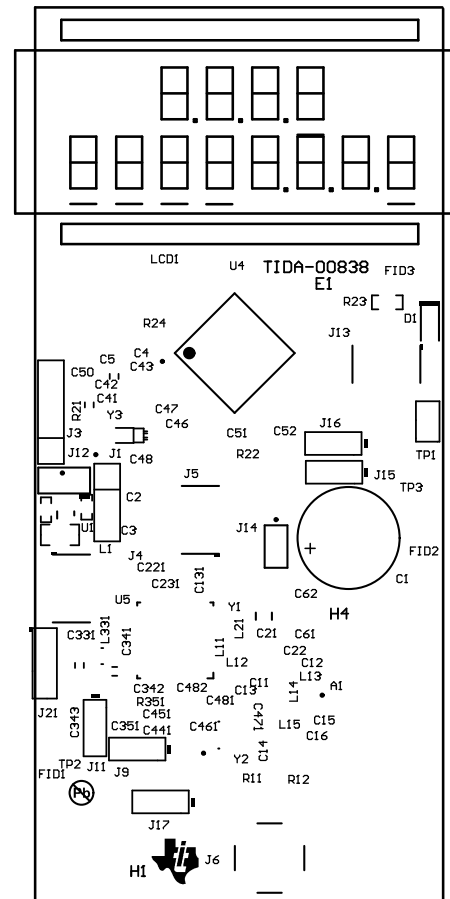 LCD1
U4
TIDA-00838
FID3
E1
R23
D1
R24
J13
C4
C5
C43
C50
C42
C41
R21
Y3
C47
C46
J3
C51
C52
J16
J12
J1
C48
R22
TP1
J5
J15
TP3
C2
U1
C3
J14
L1
J4
FID2
C221
C231
C131
C1
C62
U5
Y1
H4
L331
C331
C341
L21
L11
C21
C61
C22
L12
C12
L13
C342
C482
C13
C11
L14
A1
R351
C481
J21
C343
C451
C351
C441
C461
C471
L15
C15
C16
C14
TP2
J11
J9
Y2
FID1
R11
R12
Pb
J17
H1
J6